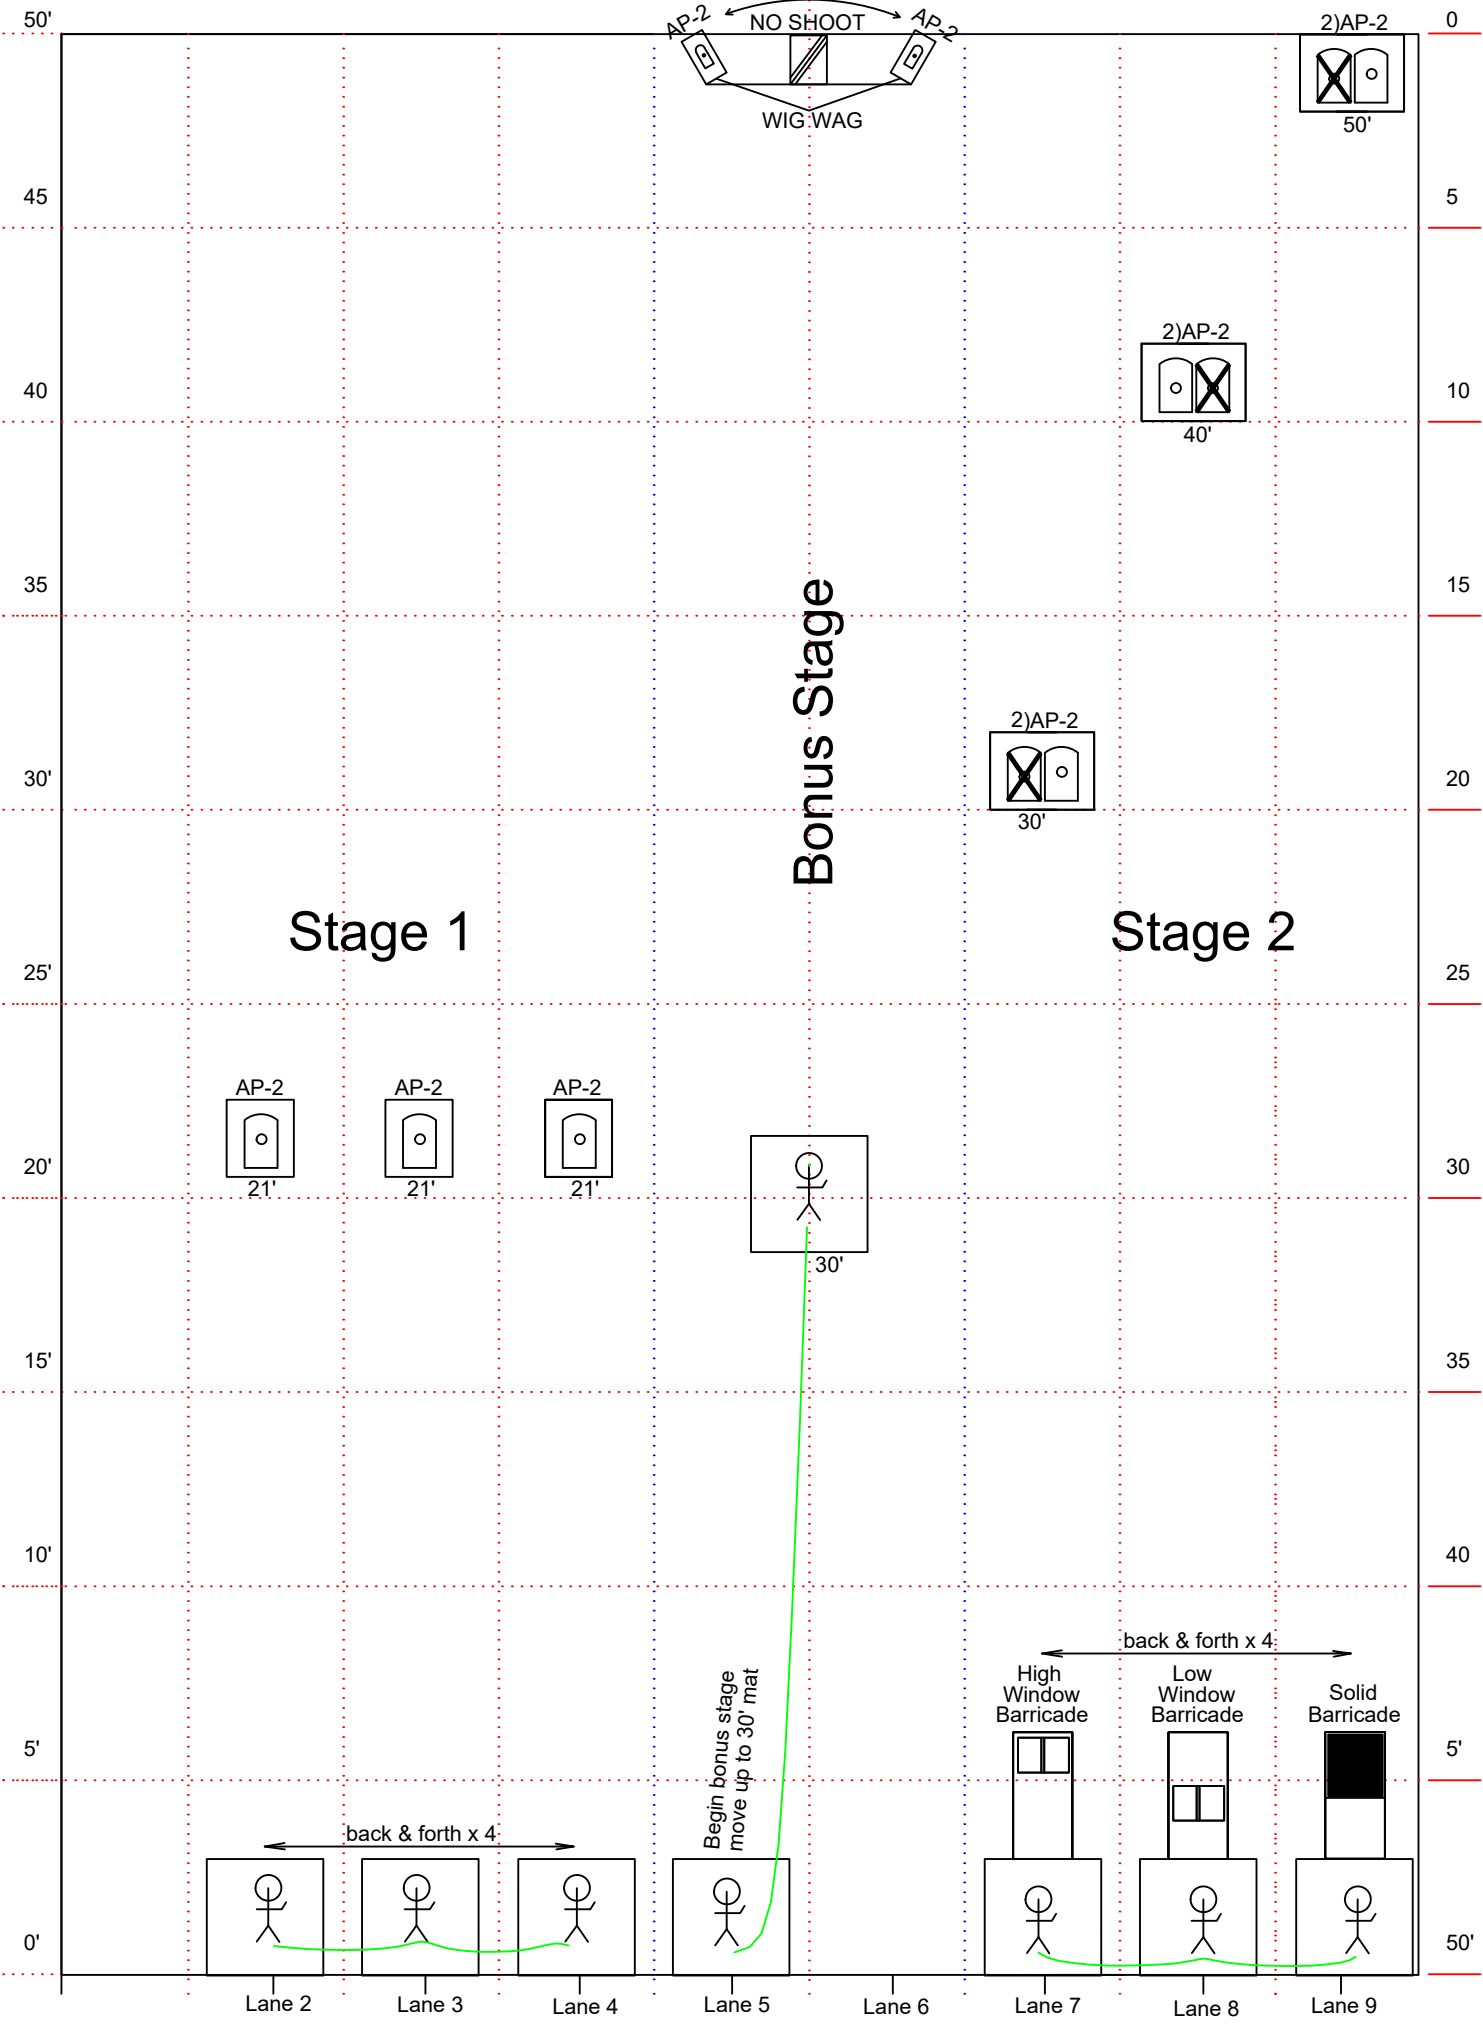 50'
AP-2
NO SHOOT
AP-2
2)AP-2
0
WIG WAG
50'
45
5
2)AP-2
40
10
40'
35
15
Bonus Stage
2)AP-2
30'
20
30'
Stage 1
Stage 2
25'
25
AP-2
AP-2
AP-2
20'
30
21'
21'
21'
30'
15'
35
10'
40
back & forth x 4
High
Window
Barricade
Low
Window
Barricade
Solid
Barricade
Begin bonus stage
move up to 30' mat
5'
5'
back & forth x 4
0'
50'
Lane 2
Lane 3
Lane 4
Lane 5
Lane 6
Lane 7
Lane 8
Lane 9